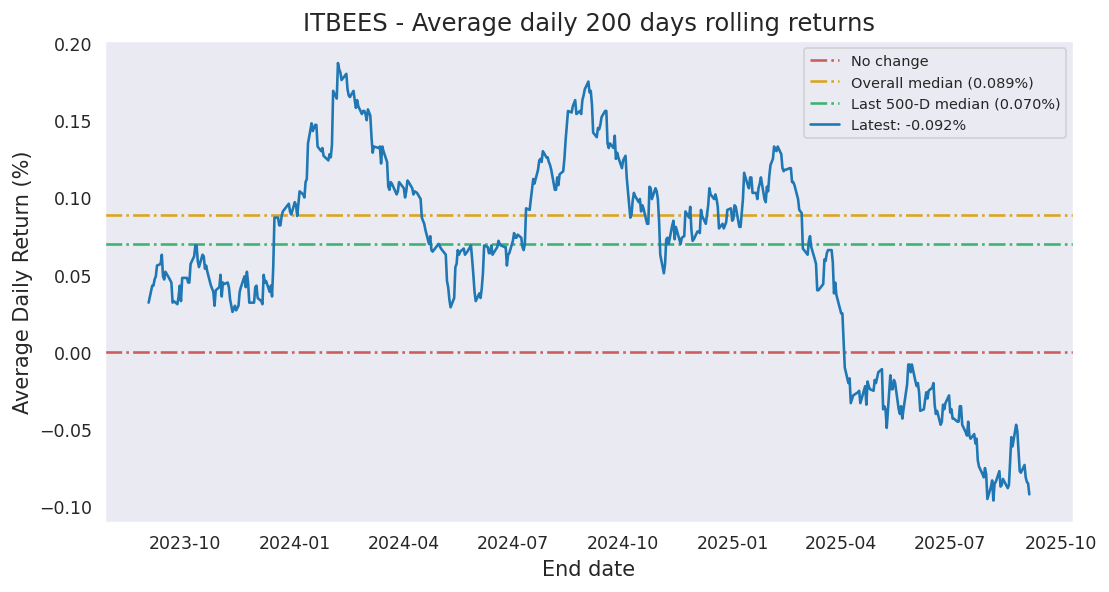 ITBEES - Average daily 200 days rolling returns
No change
Overall median (0.089%)
Last 500-D median (0.070%)
Latest: -0.092%
Average Daily Return (%)
0.20
0.15
0.10
0.05
0.00
−0.05
−0.10
2023-10 2024-01 2024-04 2024-07 2024-10 2025-01 2025-04 2025-07 2025-10
End date